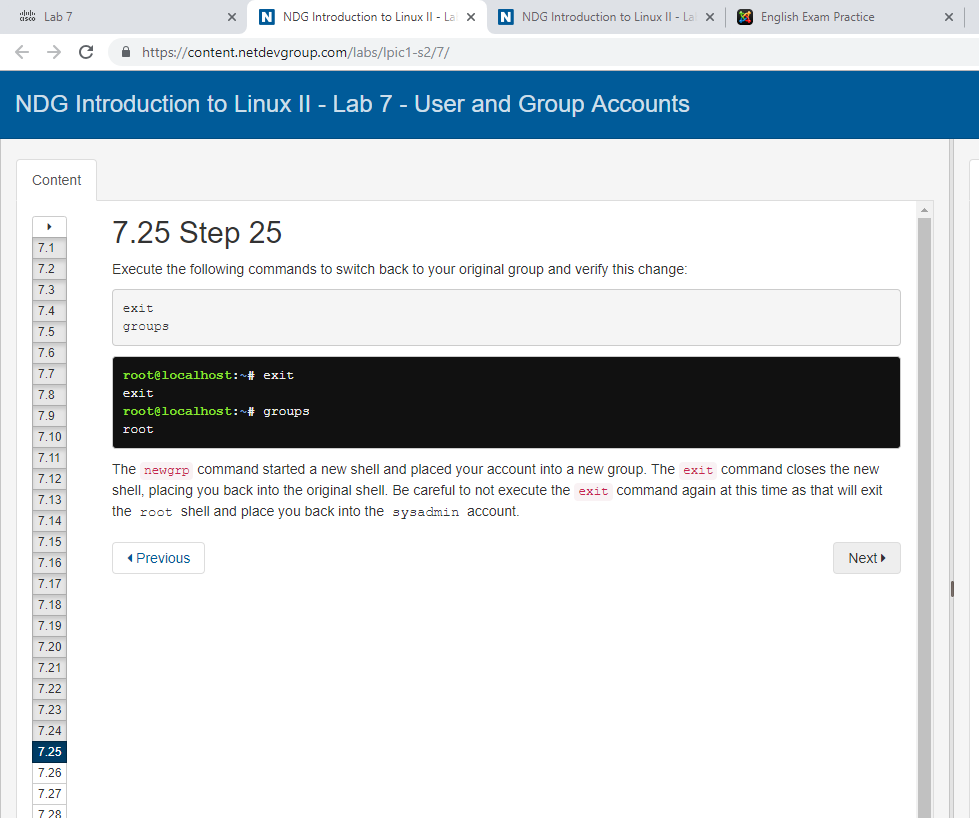 Lab 7
NDG Introduction to Linux II - La
NDG Introduction to Linux II - La
English Exam Practice
https://content.netdevgroup.com/labs/lpic1-s2/7/
NDG Introduction to Linux II - Lab 7 - User and Group Accounts
Content
7.1
7.2
7.3
7.4
7.5
7.6
7.7
7.8
7.9
7.10
7.11
7.12
7.13
7.14
7.15
7.16
7.17
7.18
7.19
7.20
7.21
7.22
7.23
7.24
7.25
7.26
7.27
7.28
7.25 Step 25
Execute the following commands to switch back to your original group and verify this change:
exit
groups
root@localhost:~# exit
exit
root@localhost:~# groups
root
The newgrp command started a new shell and placed your account into a new group. The exit command closes the new
shell, placing you back into the original shell. Be careful to not execute the exit command again at this time as that will exit
the root shell and place you back into the sysadmin account.
Previous
Next